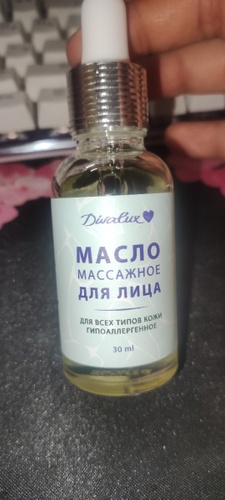 Divalux
МАСЛО
МАССАЖНОЕ
ДЛЯ ЛИЦА
ДЛЯ ВСЕХ ТИПОВ КОЖИ
ГИПОАЛЛЕРГЕННОЕ
30 ml